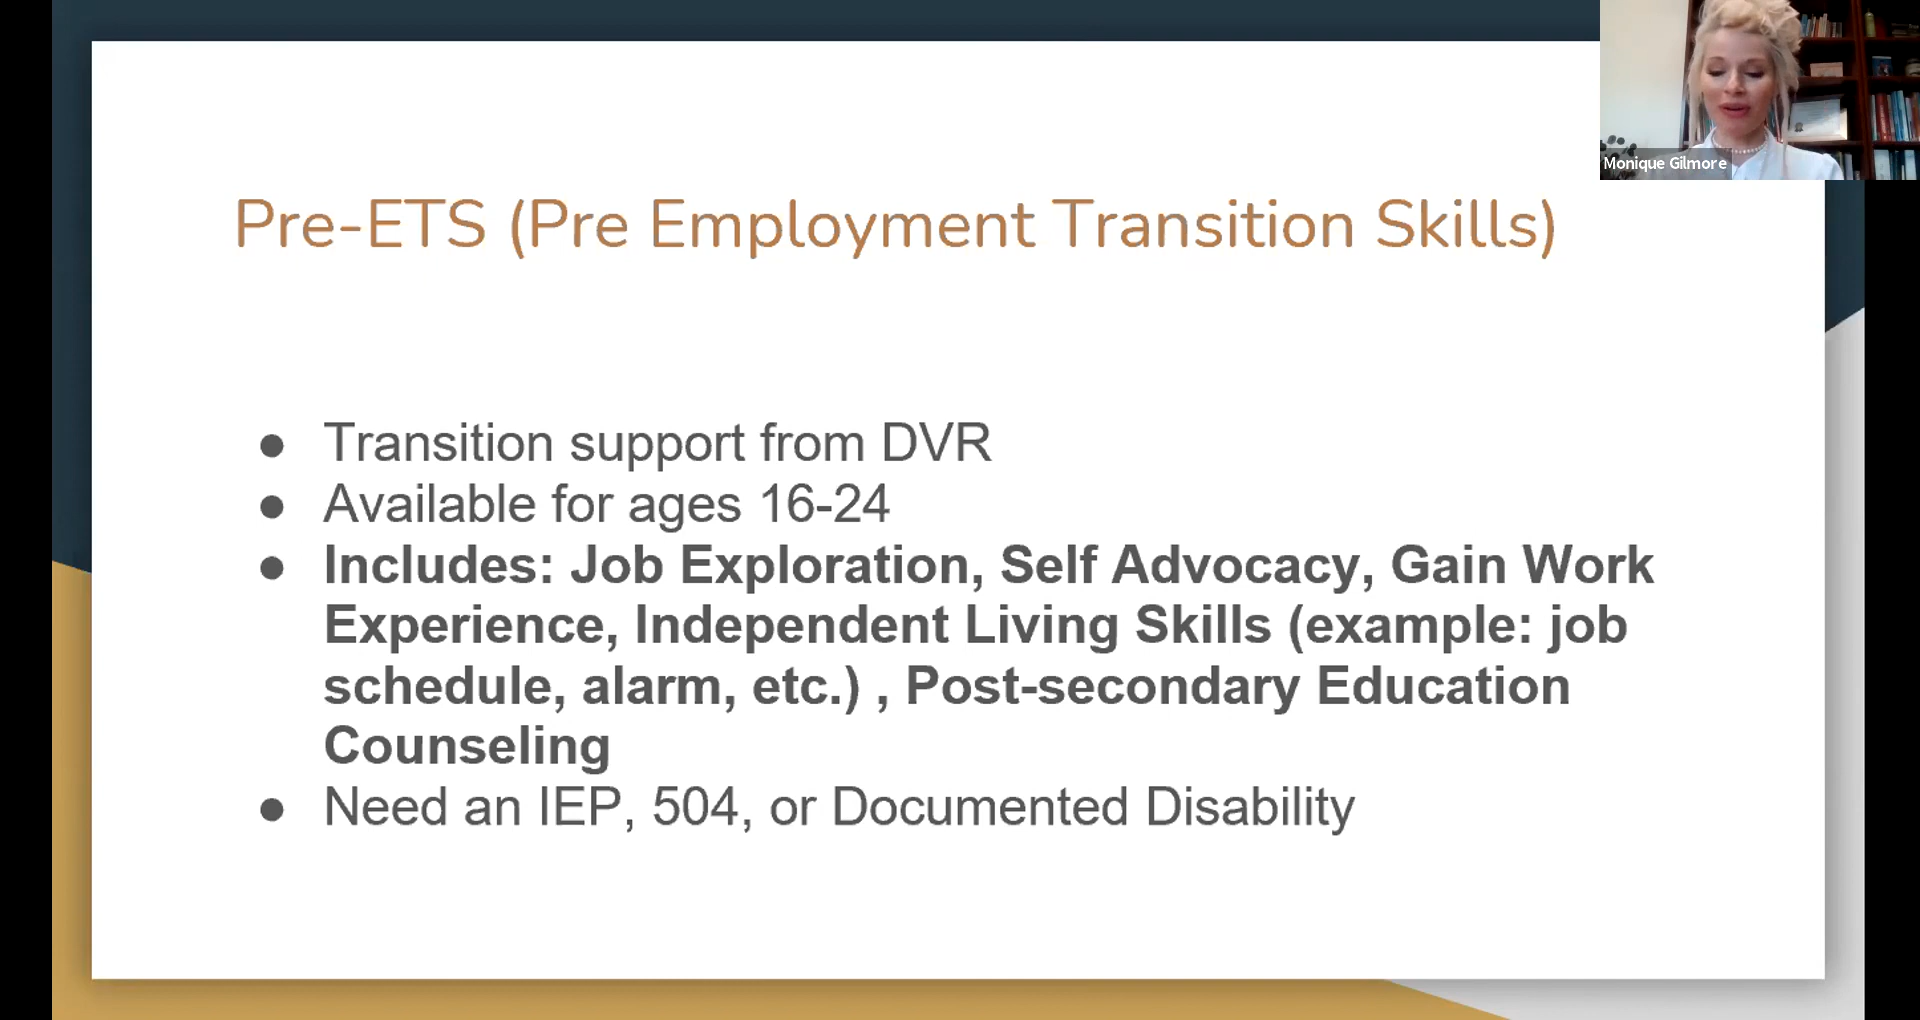 Monique Gilmore
Pre-ETS (Pre Employment Transition Skills)
● Transition support from DVR
● Available for ages 16-24
● Includes: Job Exploration, Self Advocacy, Gain Work
Experience, Independent Living Skills (example: job
schedule, alarm, etc.) , Post-secondary Education
Counseling
● Need an IEP, 504, or Documented Disability